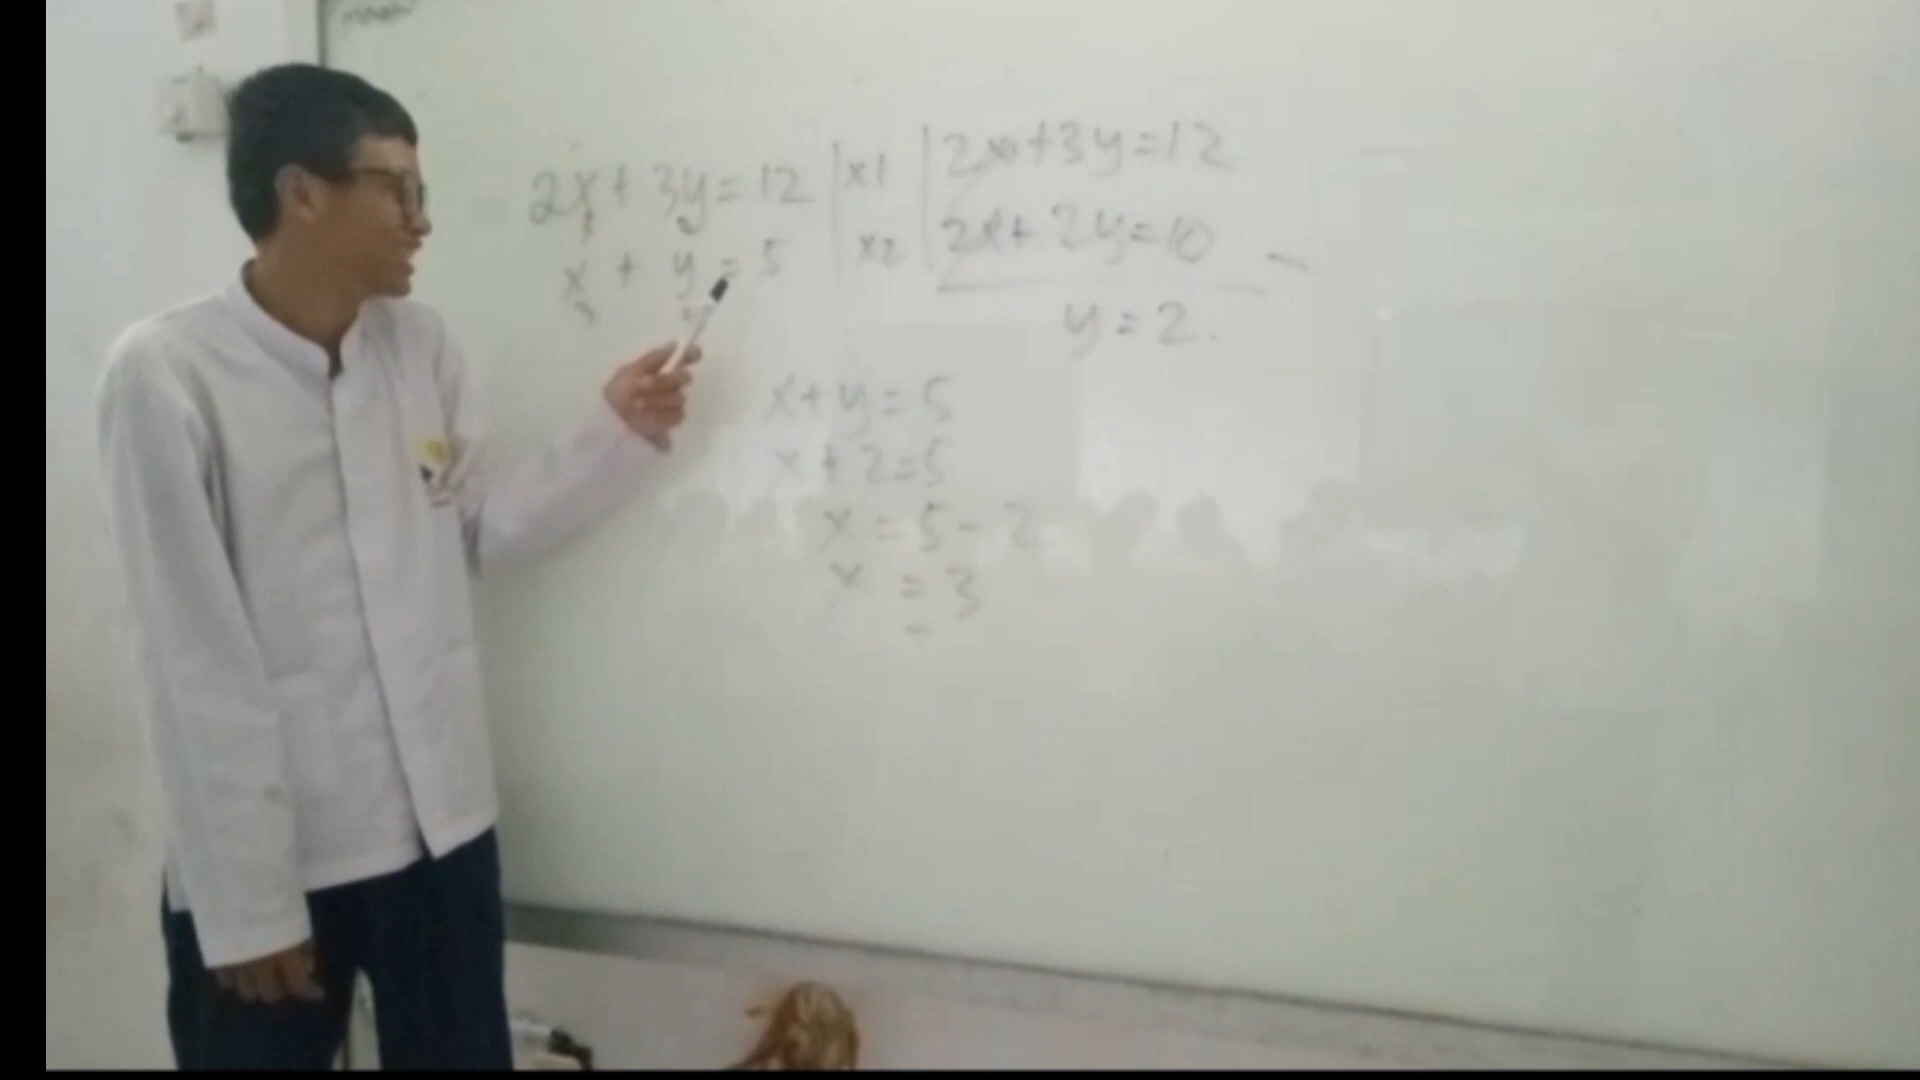 2x + 3y = 12 | x1 | 2x + 3y = 12
x + y = 5 | x2 | 2x + 2y = 10 -
y = 2.
x + y = 5
x + 2 = 5
x = 5 - 2
x = 3